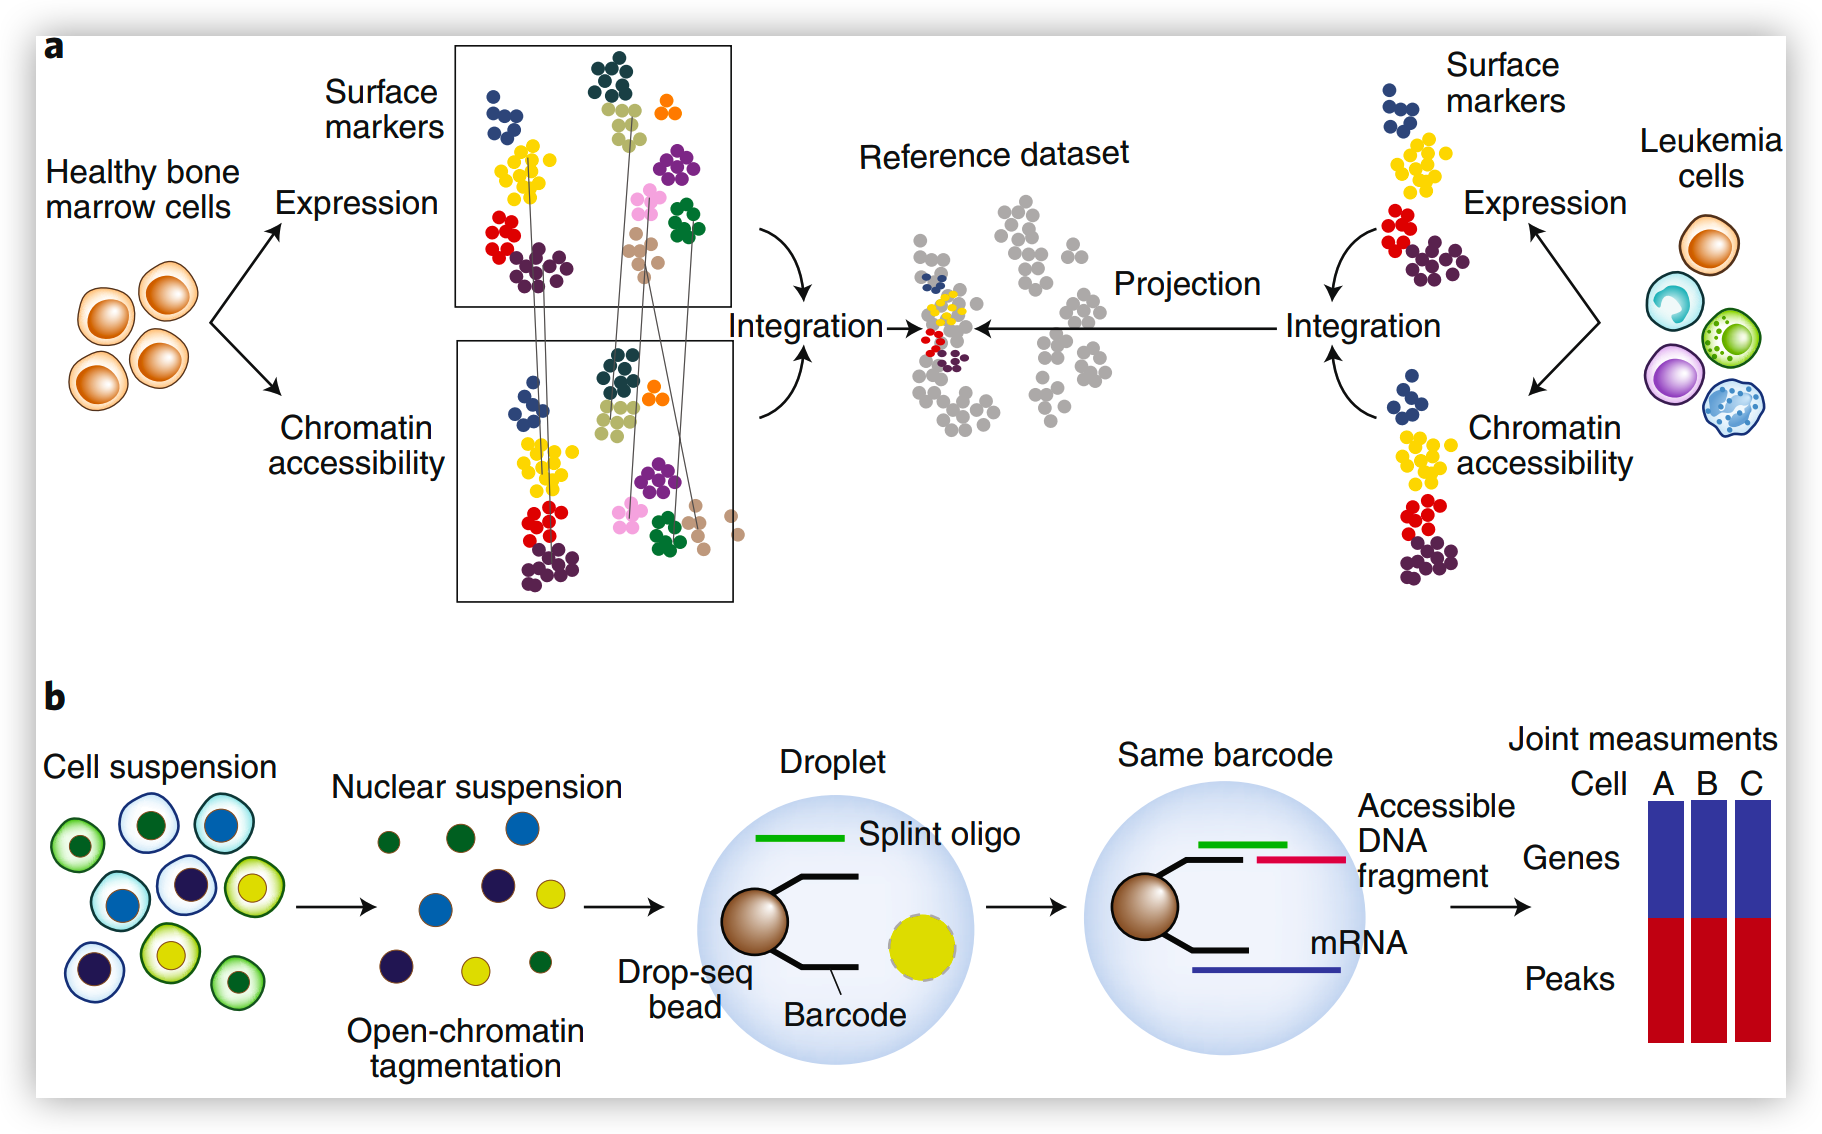 a
Surface
markers
Healthy bone
marrow cells
Expression
Chromatin
accessibility
Integration
Reference dataset
Projection
Integration
Surface
markers
Expression
Leukemia
cells
Chromatin
accessibility
b
Cell suspension
Nuclear suspension
Open-chromatin
tagmentation
Droplet
Splint oligo
Drop-seq
bead
Barcode
Same barcode
Accessible
DNA
fragment
mRNA
Joint measuments
Cell A B C
Genes
Peaks